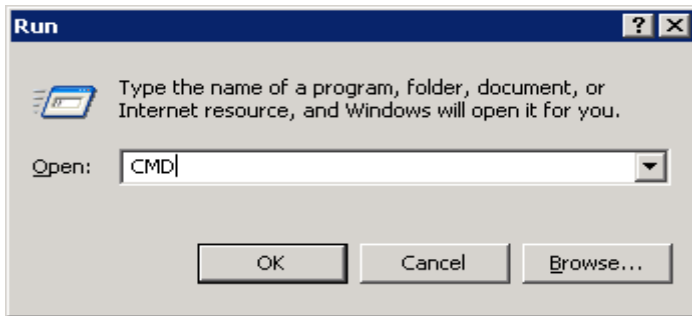 Run
Type the name of a program, folder, document, or
Internet resource, and Windows will open it for you.
Open: CMD
OK Cancel Browse...